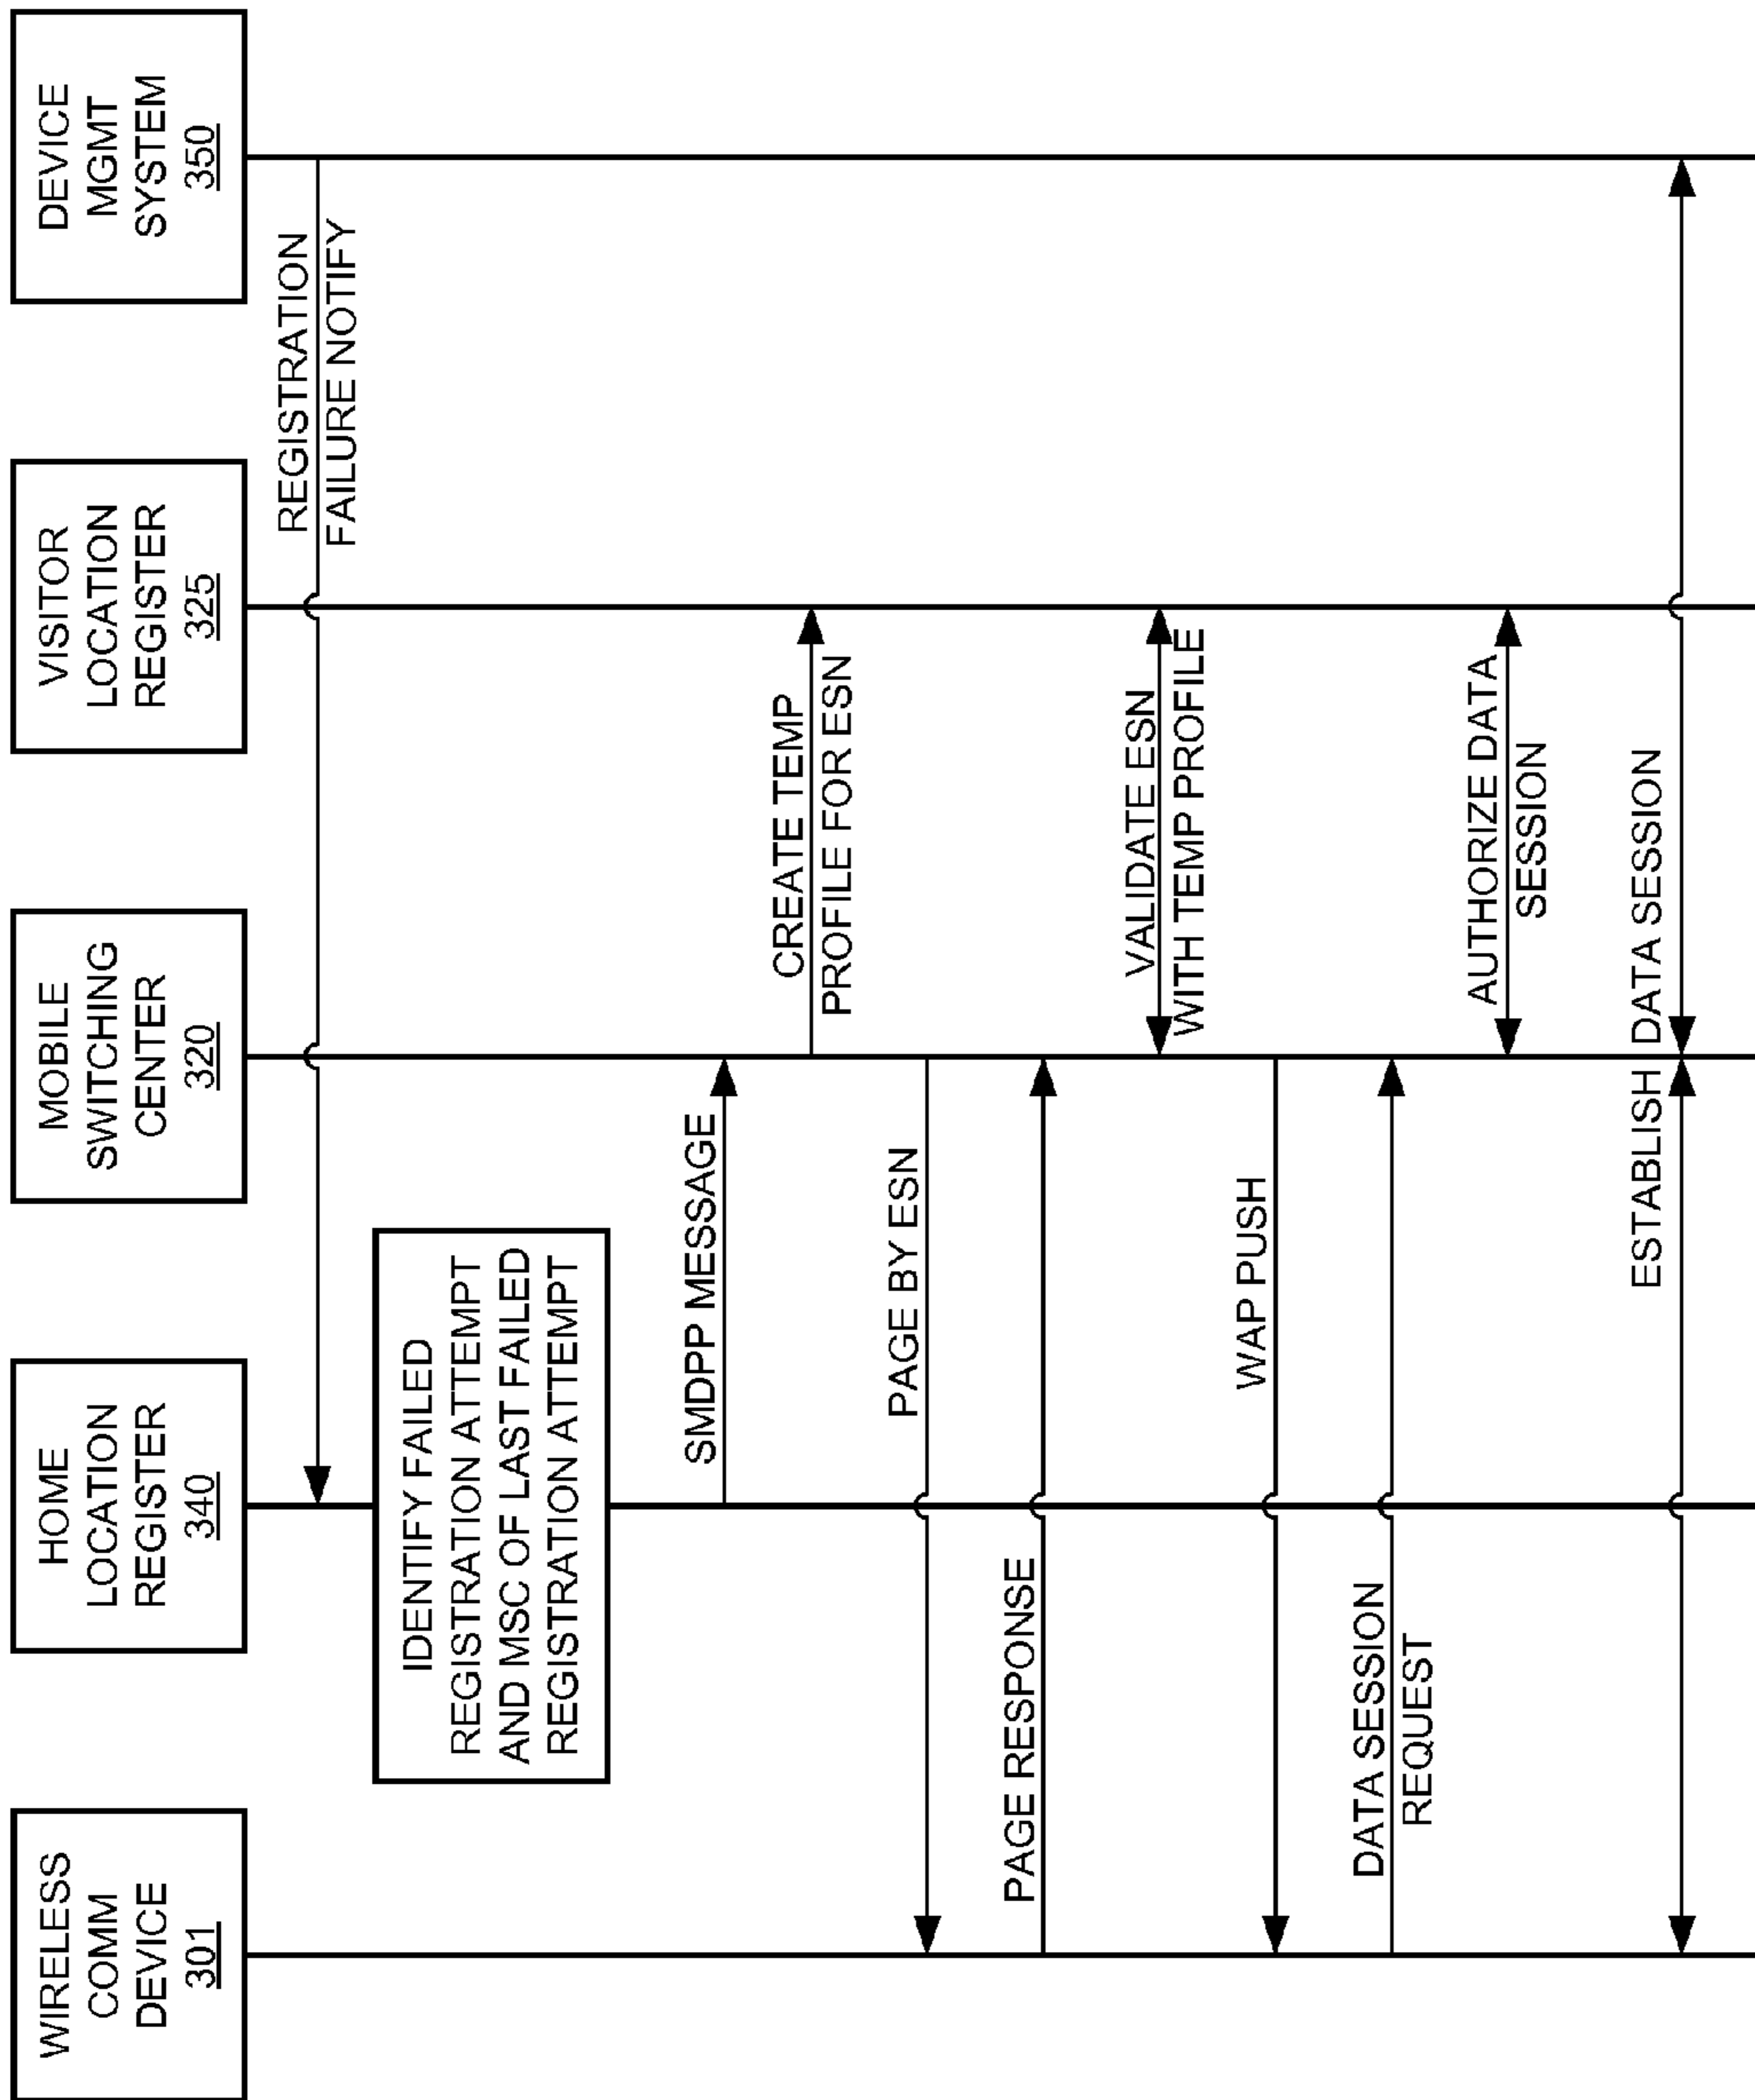 WIRELESS
COMM
DEVICE
301
HOME
LOCATION
REGISTER
340
MOBILE
SWITCHING
CENTER
320
VISITOR
LOCATION
REGISTER
325
DEVICE
MGMT
SYSTEM
350
REGISTRATION
FAILURE NOTIFY
IDENTIFY FAILED
REGISTRATION ATTEMPT
AND MSC OF LAST FAILED
REGISTRATION ATTEMPT
SMDPP MESSAGE
CREATE TEMP
PROFILE FOR ESN
PAGE BY ESN
PAGE RESPONSE
VALIDATE ESN
WITH TEMP PROFILE
WAP PUSH
DATA SESSION
REQUEST
AUTHORIZE DATA
SESSION
ESTABLISH DATA SESSION